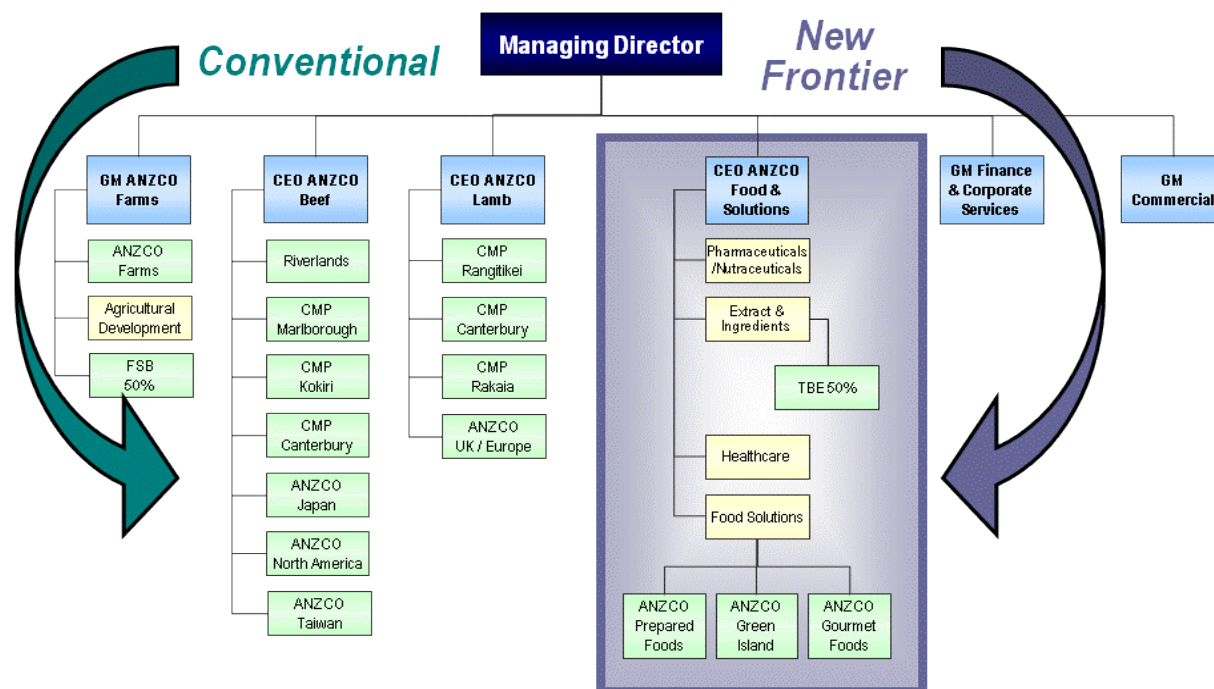 Conventional
Managing Director
New
Frontier
GM ANZCO
Farms
ANZCO
Farms
Agricultural
Development
FSB
50%
CEO ANZCO
Beef
Riverlands
CMP
Marlborough
CMP
Kokiri
CMP
Canterbury
ANZCO
Japan
ANZCO
North America
ANZCO
Taiwan
CEO ANZCO
Lamb
CMP
Rangitikei
CMP
Canterbury
CMP
Rakaia
ANZCO
UK / Europe
CEO ANZCO
Food &
Solutions
Pharmaceuticals
/Nutraceuticals
Extract &
Ingredients
TBE 50%
Healthcare
Food Solutions
ANZCO
Prepared
Foods
ANZCO
Green
Island
ANZCO
Gourmet
Foods
GM Finance
& Corporate
Services
GM
Commercial